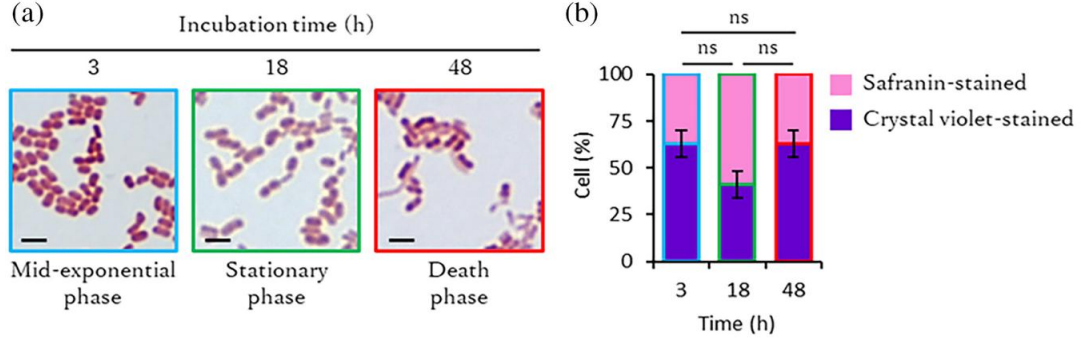 (a)
Incubation time (h)
3 18 48
Mid-exponential phase
Stationary phase
Death phase
(b)
ns
ns ns
100
75
50
25
0
Cell (%)
3 18 48
Time (h)
Safranin-stained
Crystal violet-stained